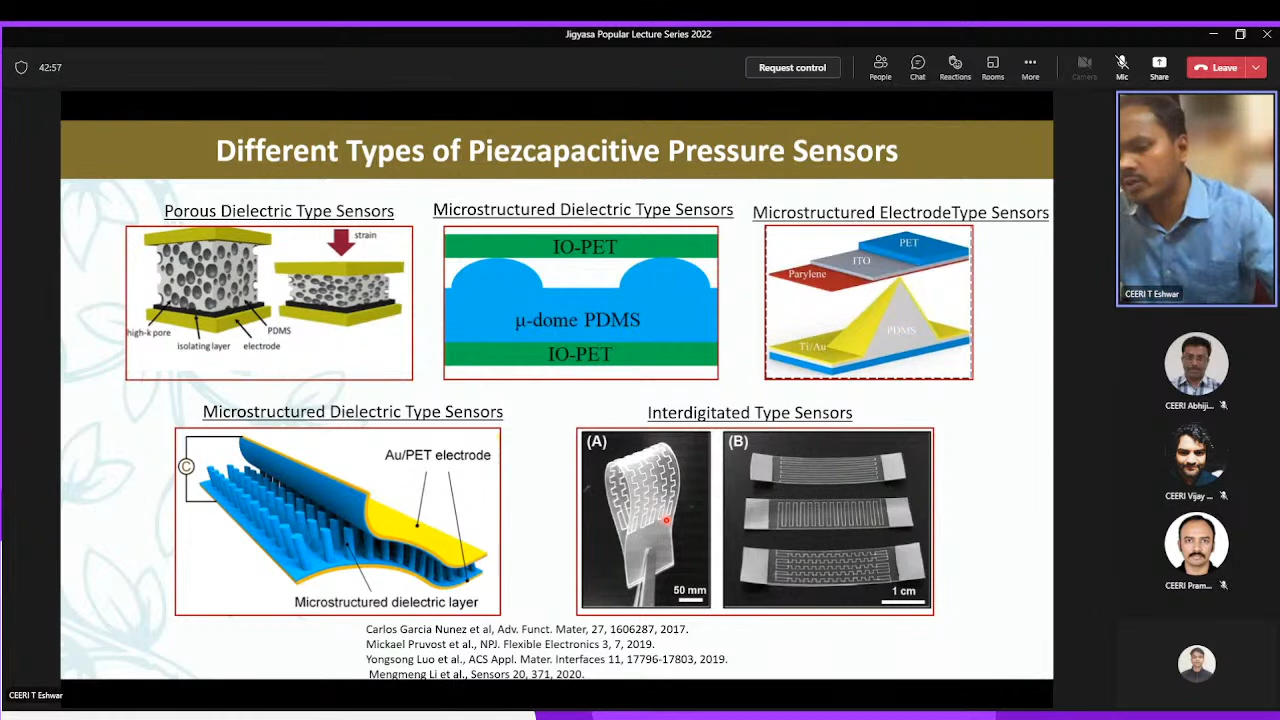 Jigyasa Popular Lecture Series 2022
42:57
Request control
People
Chat
Reactions
Rooms
More
Camera
Mic
Share
Leave
Different Types of Piezcapacitive Pressure Sensors
Porous Dielectric Type Sensors
strain
high-k pore
isolating layer
electrode
PDMS
Microstructured Dielectric Type Sensors
IO-PET
μ-dome PDMS
IO-PET
Microstructured ElectrodeType Sensors
PET
ITO
Parylene
PDMS
Ti/Au
Microstructured Dielectric Type Sensors
C
Au/PET electrode
Microstructured dielectric layer
Interdigitated Type Sensors
(A)
50 mm
(B)
1 cm
Carlos Garcia Nunez et al, Adv. Funct. Mater, 27, 1606287, 2017.
Mickael Pruvost et al., NPJ. Flexible Electronics 3, 7, 2019.
Yongsong Luo et al., ACS Appl. Mater. Interfaces 11, 17796-17803, 2019.
Mengmeng Li et al., Sensors 20, 371, 2020.
CEERI T Eshwar
CEERI Abhiji...
CEERI Vijay ...
CEERI Pram...
CEERI T Eshwar